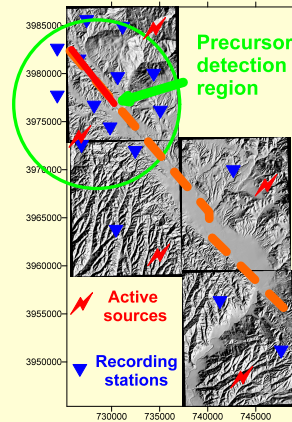 3985000
Precursor
detection
region
3980000
3975000
3970000
3965000
3960000
3955000
3950000
Active
sources
Recording
stations
730000 735000 740000 745000